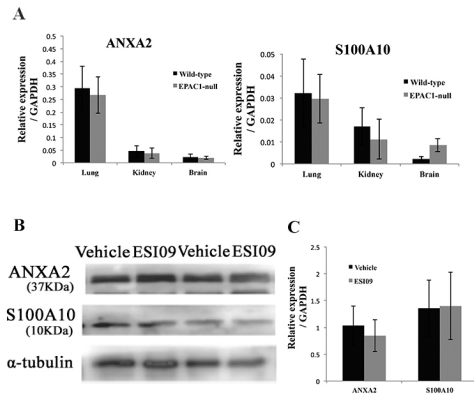 A
ANXA2
Relative expression
/ GAPDH
0.5
0.45
0.4
0.35
0.3
0.25
0.2
0.15
0.1
0.05
0
Wild-type
EPAC1-null
Lung Kidney Brain
S100A10
Relative expression
/ GAPDH
0.05
0.04
0.03
0.02
0.01
0
Wild-type
EPAC1-null
Lung Kidney Brain
B
Vehicle ESI09 Vehicle ESI09
ANXA2
(37KDa)
S100A10
(10KDa)
α-tubulin
C
Relative expression
/ GAPDH
2.5
2
1.5
1
0.5
0
Vehicle
ESI09
ANXA2 S100A10